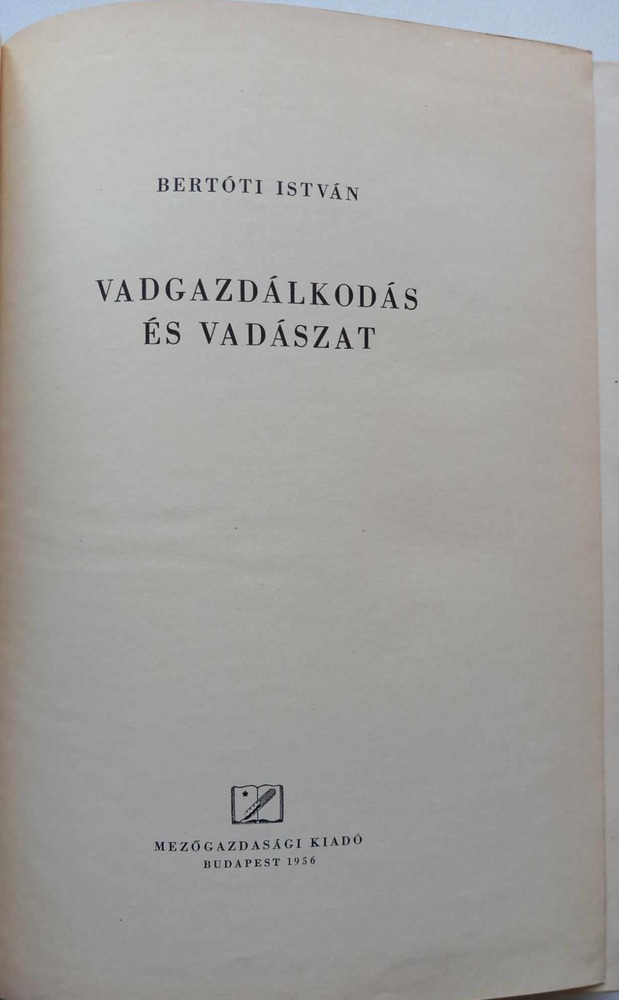 BERTÓTI ISTVÁN
VADGAZDÁLKODÁS
ÉS VADÁSZAT
MEZŐGAZDASÁGI KIADÓ
BUDAPEST 1956